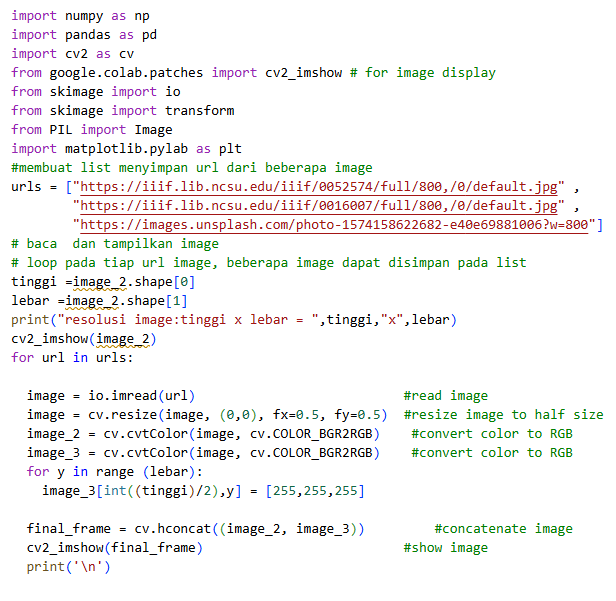 import numpy as np
import pandas as pd
import cv2 as cv
from google.colab.patches import cv2_imshow # for image display
from skimage import io
from skimage import transform
from PIL import Image
import matplotlib.pylab as plt
#membuat list menyimpan url dari beberapa image
urls = ["https://iiif.lib.ncsu.edu/iiif/0052574/full/800,/0/default.jpg" ,
"https://iiif.lib.ncsu.edu/iiif/0016007/full/800,/0/default.jpg" ,
"https://images.unsplash.com/photo-1574158622682-e40e69881006?w=800"]
# baca  dan tampilkan image
# loop pada tiap url image, beberapa image dapat disimpan pada list
tinggi =image_2.shape[0]
lebar =image_2.shape[1]
print("resolusi image:tinggi x lebar = ",tinggi,"x",lebar)
cv2_imshow(image_2)
for url in urls:
  image = io.imread(url)                          #read image
  image = cv.resize(image, (0,0), fx=0.5, fy=0.5)  #resize image to half size
  image_2 = cv.cvtColor(image, cv.COLOR_BGR2RGB)    #convert color to RGB
  image_3 = cv.cvtColor(image, cv.COLOR_BGR2RGB)    #convert color to RGB
  for y in range (lebar):
    image_3[int((tinggi)/2),y] = [255,255,255]
  final_frame = cv.hconcat((image_2, image_3))         #concatenate image
  cv2_imshow(final_frame)                          #show image
  print('\n')